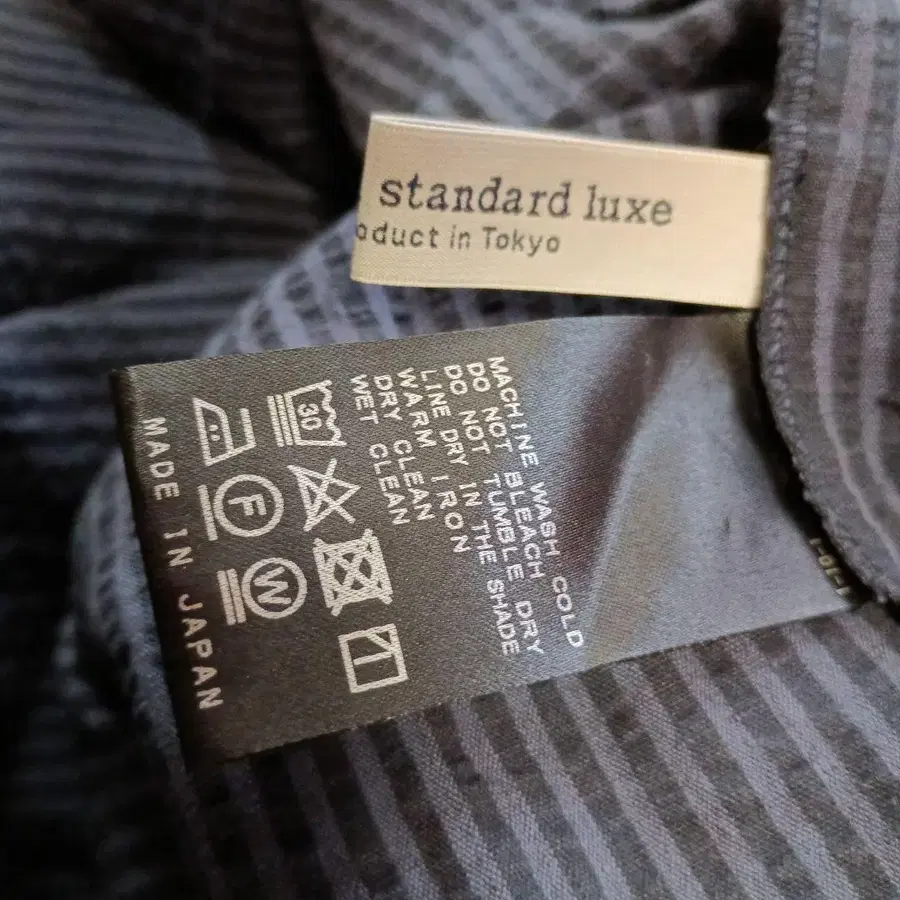 standard luxe
oduct in Tokyo
MACHINE WASH COLD
DO NOT BLEACH
DO NOT TUMBLE DRY
LINE DRY IN THE SHADE
WARM IRON
DRY CLEAN
WET CLEAN
30
F W
MADE IN JAPAN